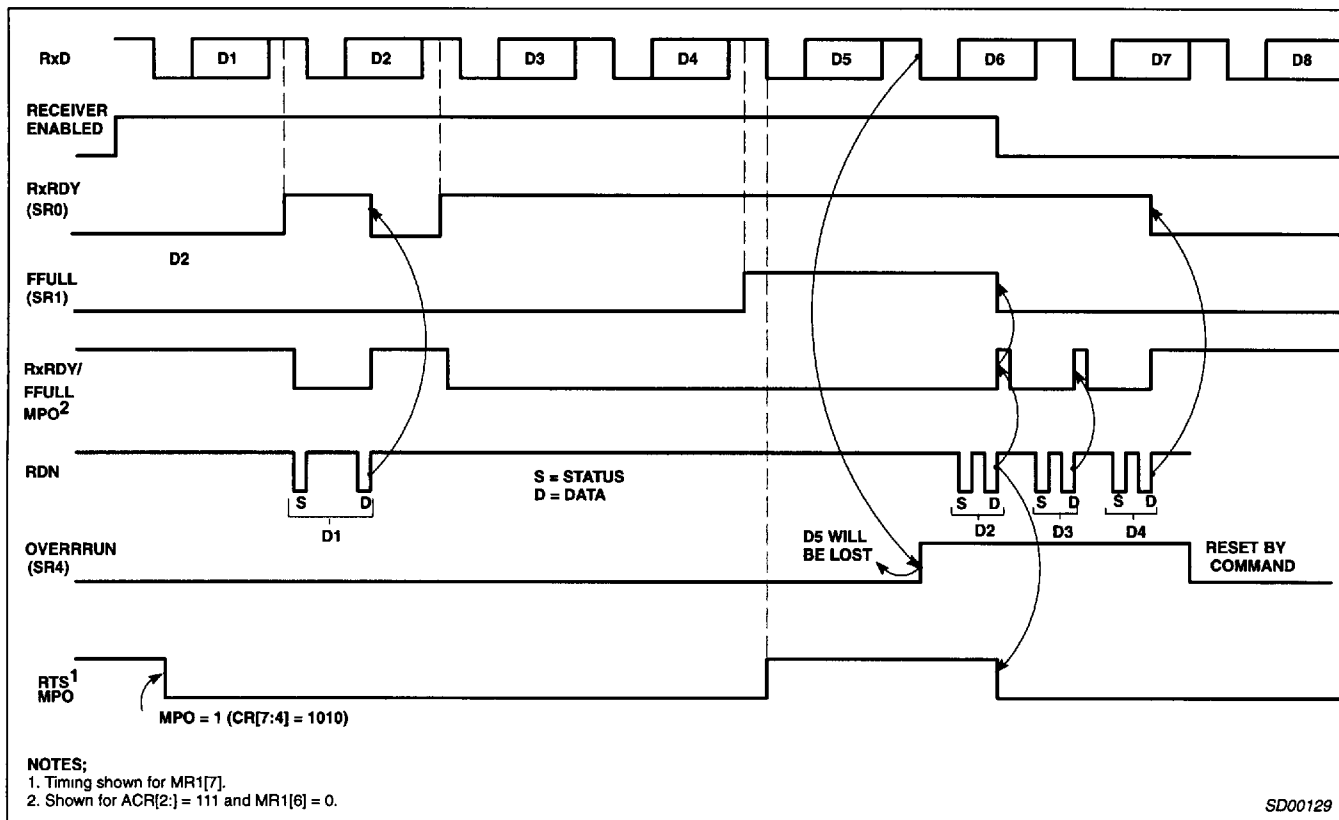 RxD
D1 D2 D3 D4 D5 D6 D7 D8
RECEIVER
ENABLED
RxRDY
(SR0)
D2
FFULL
(SR1)
RxRDY/
FFULL
MPO2
RDN
S D
D1
S = STATUS
D = DATA
S D S D S D
D2 D3 D4
OVERRRUN
(SR4)
D5 WILL
BE LOST
RESET BY
COMMAND
RTS1
MPO
MPO = 1 (CR[7:4] = 1010)
NOTES;
1. Timing shown for MR1[7].
2. Shown for ACR[2:] = 111 and MR1[6] = 0.
SD00129